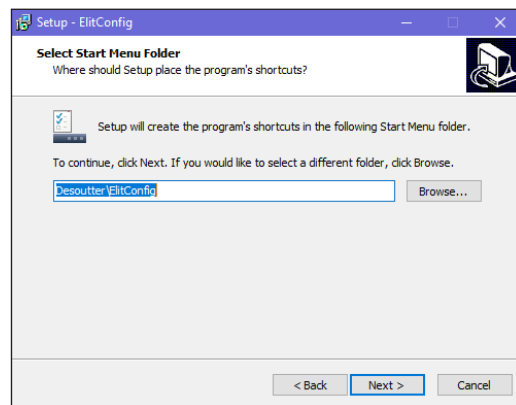 Setup - ElitConfig
Select Start Menu Folder
Where should Setup place the program's shortcuts?
Setup will create the program's shortcuts in the following Start Menu folder.
To continue, click Next. If you would like to select a different folder, click Browse.
Desoutter\ElitConfig
Browse...
< Back
Next >
Cancel